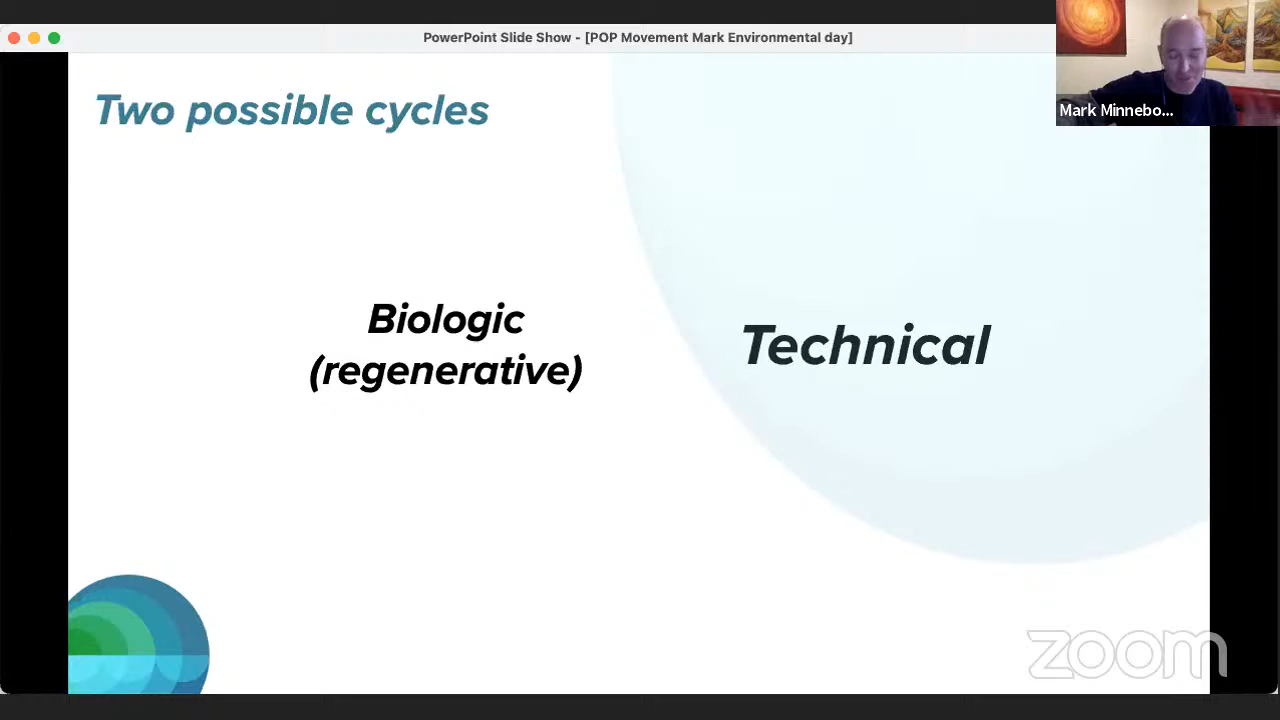 PowerPoint Slide Show - [POP Movement Mark Environmental day]
Mark Minnebo...
Two possible cycles
Biologic
(regenerative)
Technical
zoom